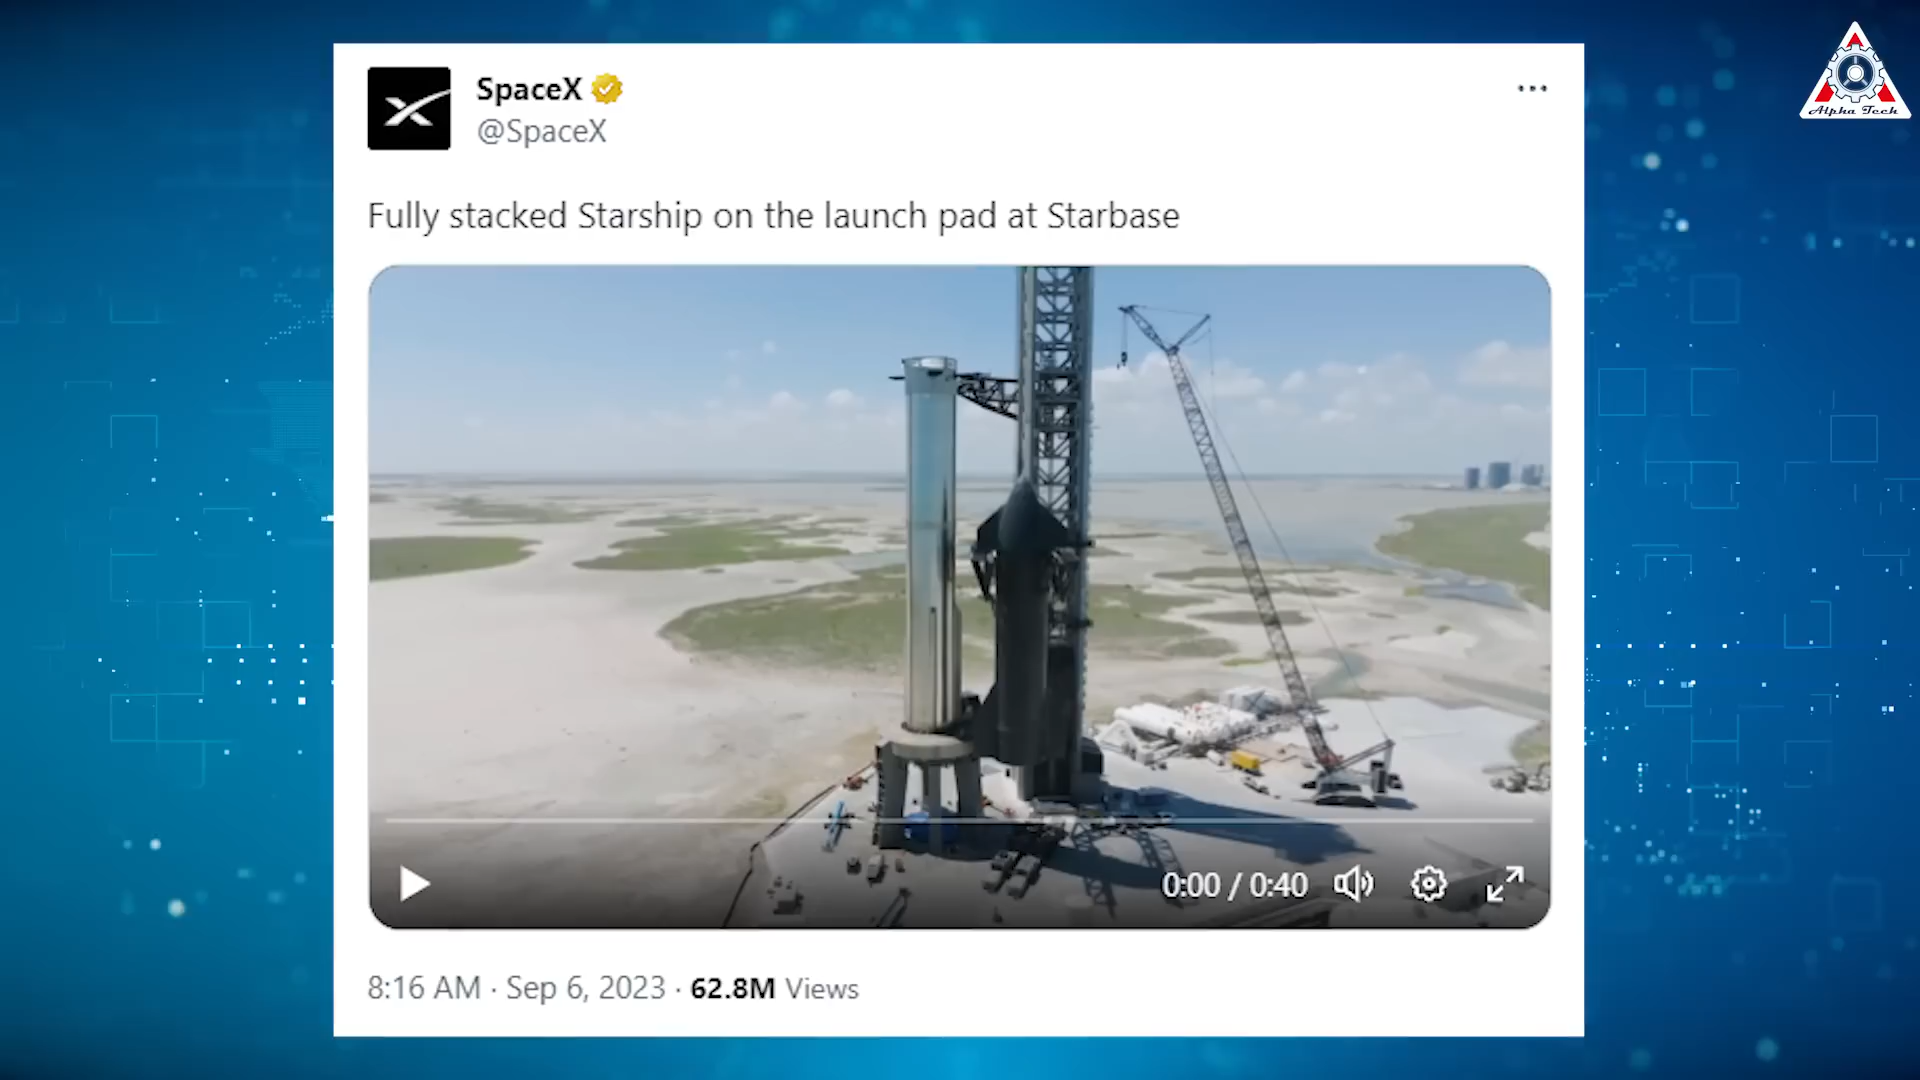 SpaceX
@SpaceX
Alpha Tech
Fully stacked Starship on the launch pad at Starbase
0:00 / 0:40
8:16 AM · Sep 6, 2023 · 62.8M Views